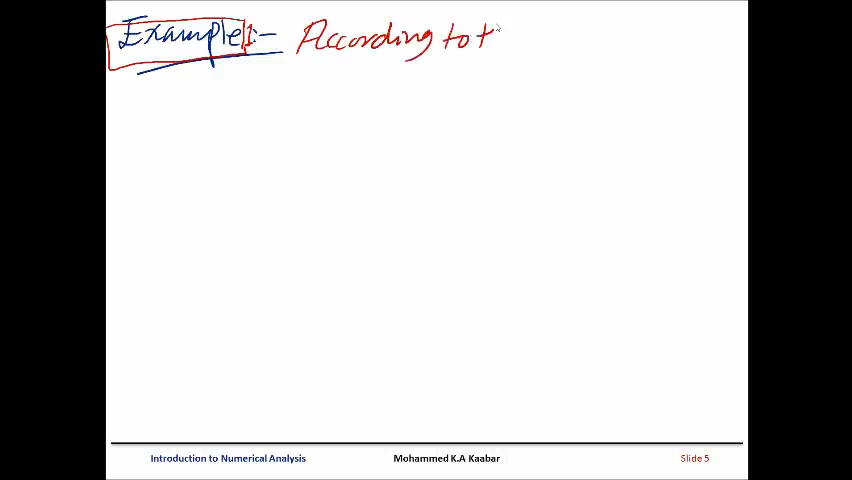 Example 1:- According to t
Introduction to Numerical Analysis Mohammed K.A Kaabar Slide 5